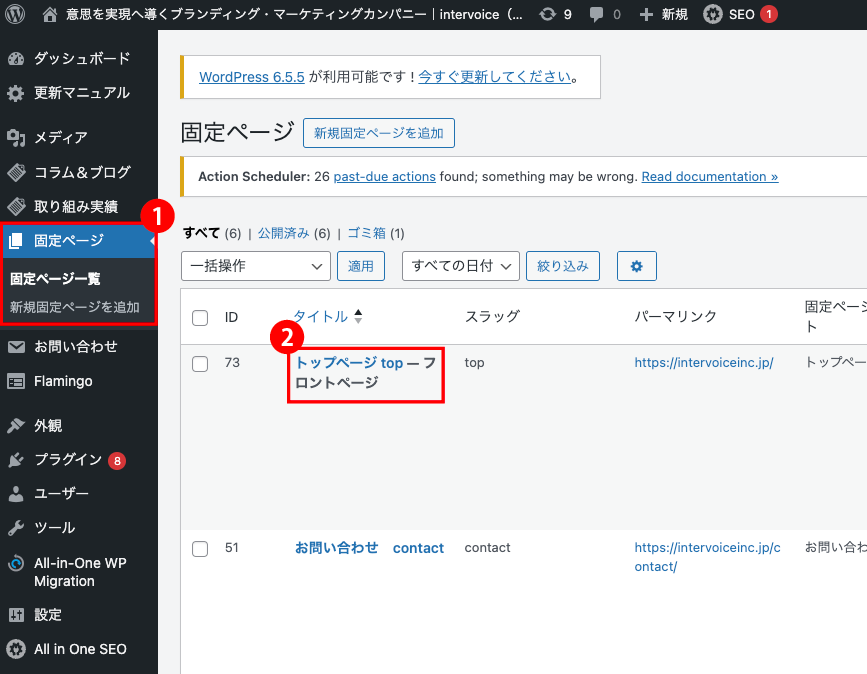 意思を実現へ導くブランディング・マーケティングカンパニー｜intervoice（… 9 0 新規 SEO 1
ダッシュボード
更新マニュアル
メディア
コラム＆ブログ
取り組み実績
1
固定ページ
固定ページ一覧
新規固定ページを追加
お問い合わせ
Flamingo
外観
プラグイン 8
ユーザー
ツール
All-in-One WP
Migration
設定
All in One SEO
WordPress 6.5.5 が利用可能です ! 今すぐ更新してください。
固定ページ 新規固定ページを追加
Action Scheduler: 26 past-due actions found; something may be wrong. Read documentation »
すべて (6) | 公開済み (6) | ゴミ箱 (1)
一括操作 適用 すべての日付 絞り込み
ID タイトル スラッグ パーマリンク 固定ページ
ト
2
73 トップページ top — フ top https://intervoiceinc.jp/ トップペー
ロントページ
51 お問い合わせ　contact contact https://intervoiceinc.jp/c お問い合わ
ontact/